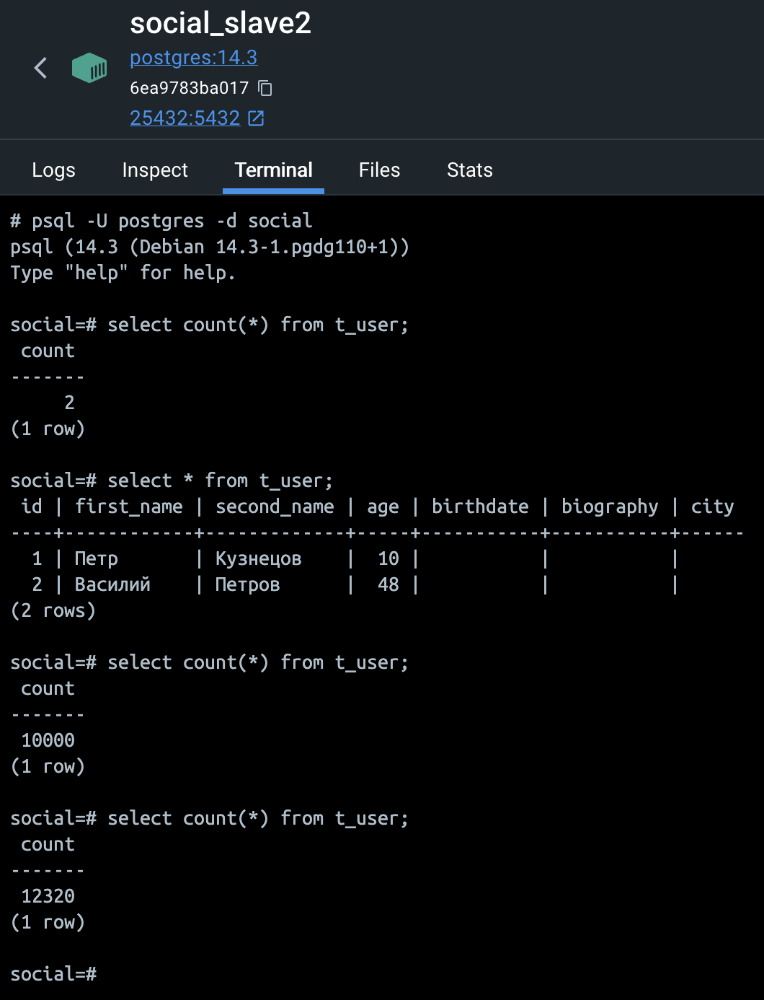 social_slave2
postgres:14.3
6ea9783ba017
25432:5432
Logs Inspect Terminal Files Stats
# psql -U postgres -d social
psql (14.3 (Debian 14.3-1.pgdg110+1))
Type "help" for help.
social=# select count(*) from t_user;
 count
-------
     2
(1 row)
social=# select * from t_user;
 id | first_name | second_name | age | birthdate | biography | city
----+------------+-------------+-----+-----------+-----------+------
  1 | Петр       | Кузнецов    |  10 |           |           |
  2 | Василий    | Петров      |  48 |           |           |
(2 rows)
social=# select count(*) from t_user;
 count
-------
 10000
(1 row)
social=# select count(*) from t_user;
 count
-------
 12320
(1 row)
social=#